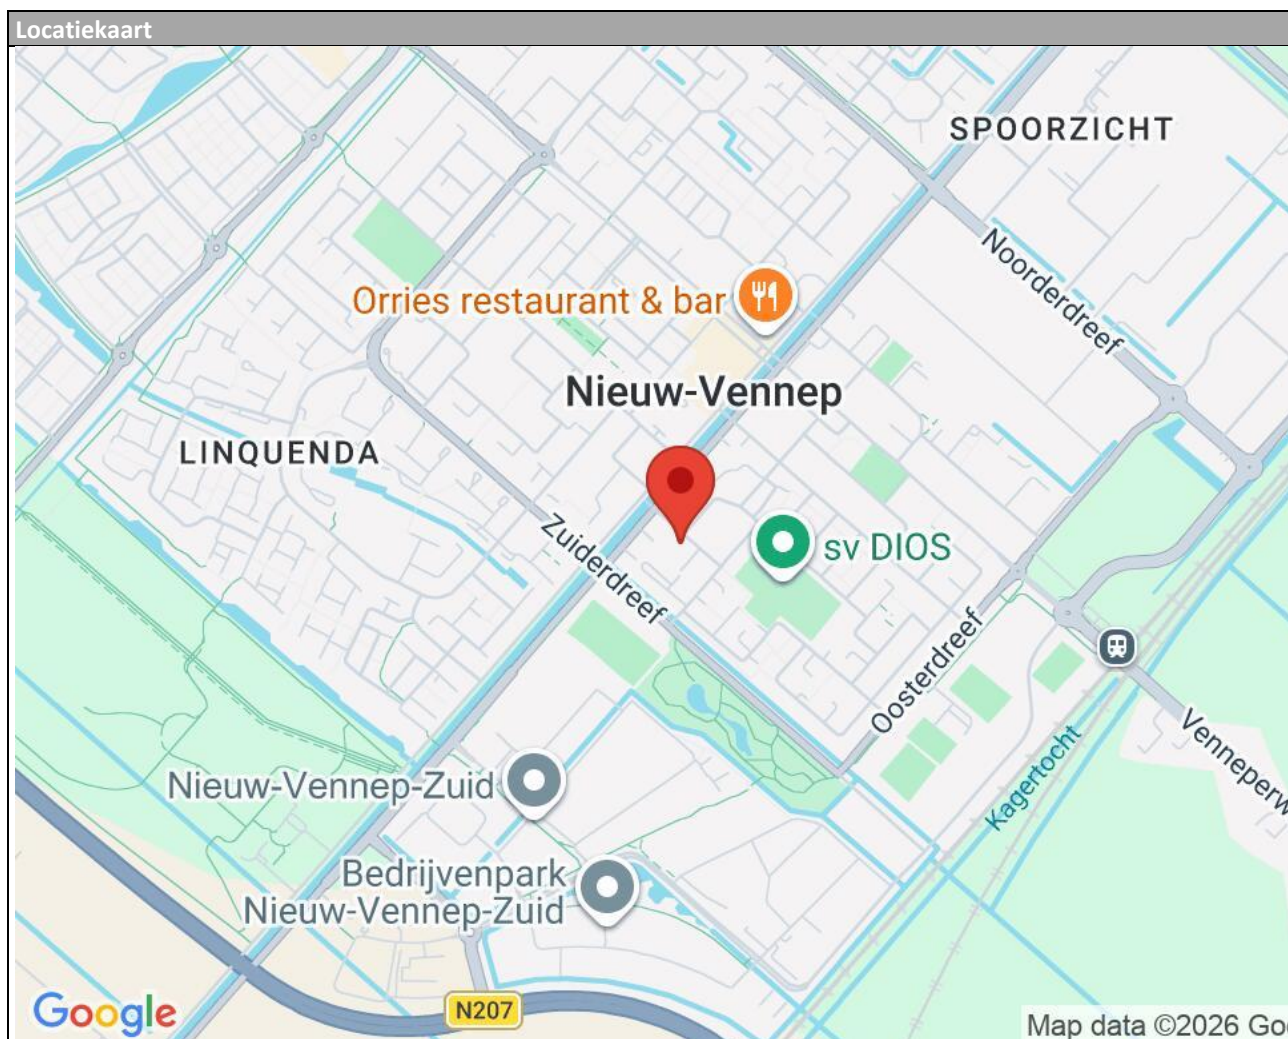 Locatiekaart
SPOORZICHT
Noorderdreef
Orries restaurant & bar
Nieuw-Vennep
LINQUENDA
Zuiderdreef
sv DIOS
Oosterdreef
Kagertocht
Nieuw-Vennep-Zuid
Bedrijvenpark
Nieuw-Vennep-Zuid
N207
Google
Map data ©2026